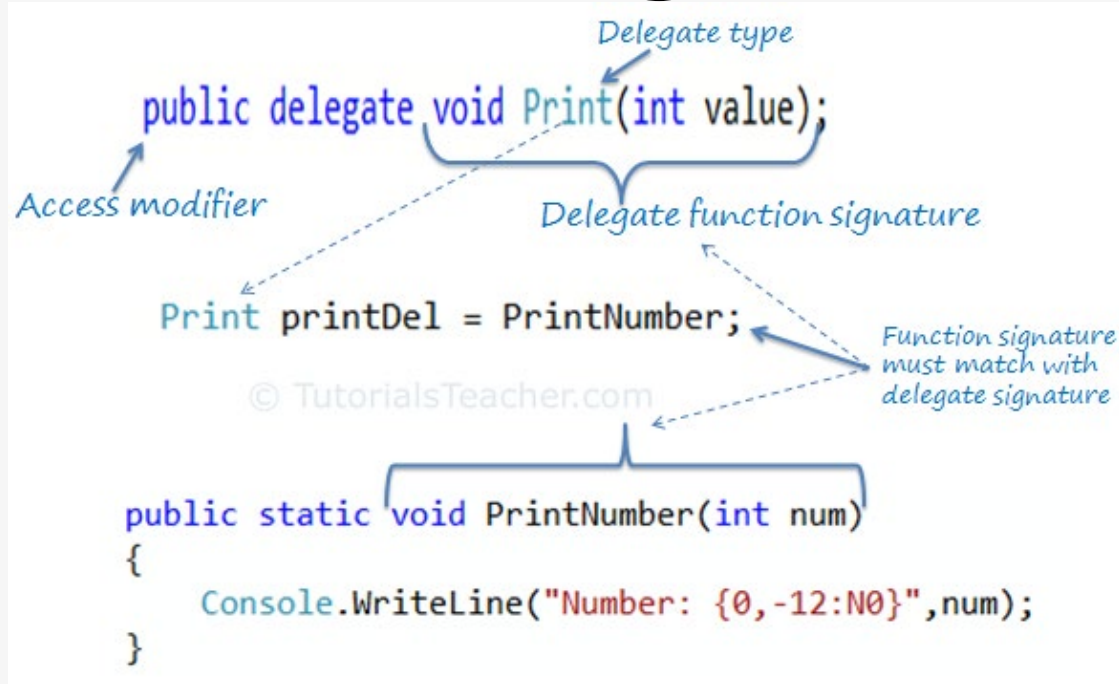 Delegate type
public delegate void Print(int value);
Access modifier
Delegate function signature
Print printDel = PrintNumber;
Function signature
must match with
delegate signature
© TutorialsTeacher.com
public static void PrintNumber(int num)
{
Console.WriteLine("Number: {0,-12:N0}",num);
}